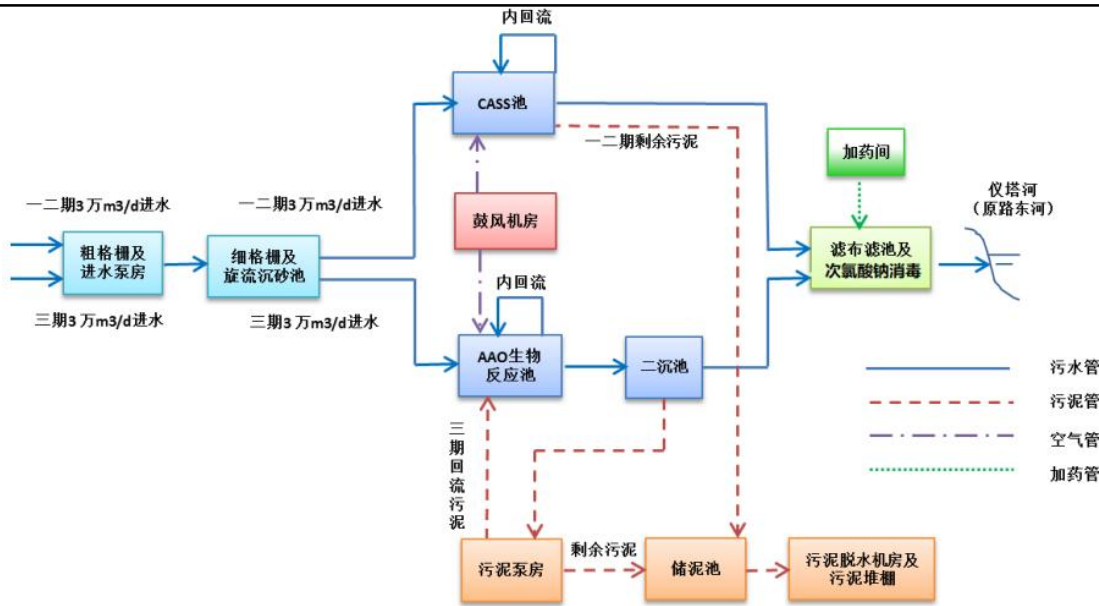 内回流
CASS池
一二期剩余污泥
加药间
仪塔河
（原路东河）
一二期3万m3/d进水
一二期3万m3/d进水
鼓风机房
粗格栅及
进水泵房
细格栅及
旋流沉砂池
滤布滤池及
次氯酸钠消毒
三期3万m3/d进水
三期3万m3/d进水
内回流
AAO生物
反应池
二沉池
污水管
污泥管
空气管
加药管
三期回流污泥
剩余污泥
污泥泵房
储泥池
污泥脱水机房及
污泥堆棚